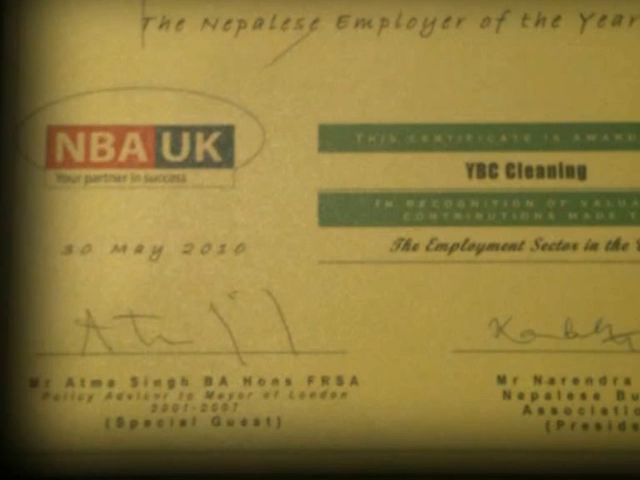 The Nepalese Employer of the Year
NBA UK
Your partner in success
THIS CERTIFICATE IS AWARD
YBC Cleaning
IN RECOGNITION OF VALUA
CONTRIBUTIONS MADE T
30 May 2010
The Employment Sector in the
Mr Atma Singh BA Hons FRSA
Policy Advisor to Mayor of London
2001-2007
(Special Guest)
Mr Narendra
Nepalese Bu
Associatio
(Presid